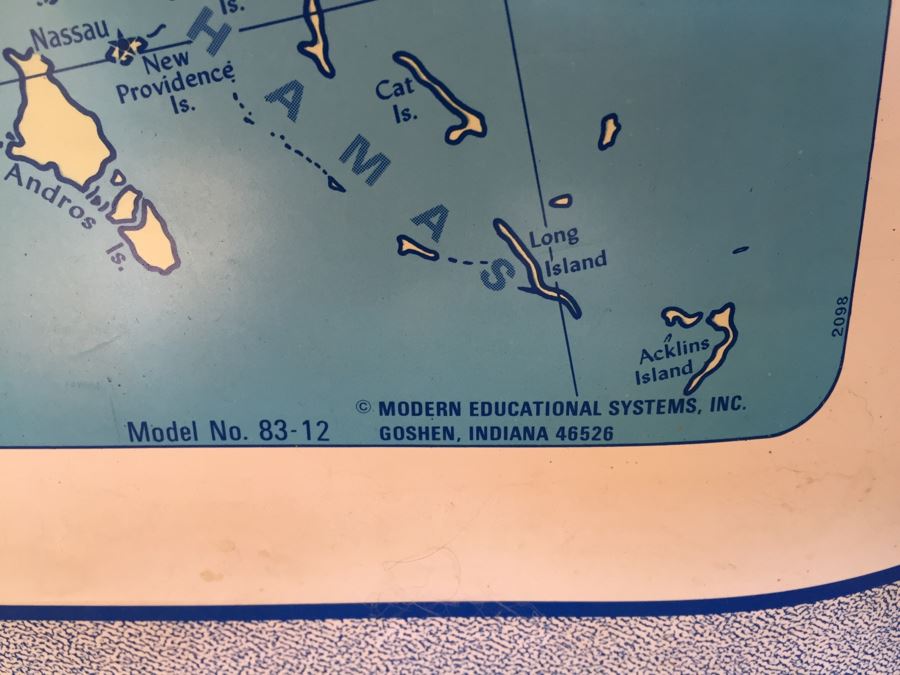 Is.
Nassau
H
New
Providence
Is.
A
Cat
Is.
M
Andros
Is.
A
Long
Island
S
2098
Acklins
Island
© MODERN EDUCATIONAL SYSTEMS, INC.
Model No. 83-12
GOSHEN, INDIANA 46526